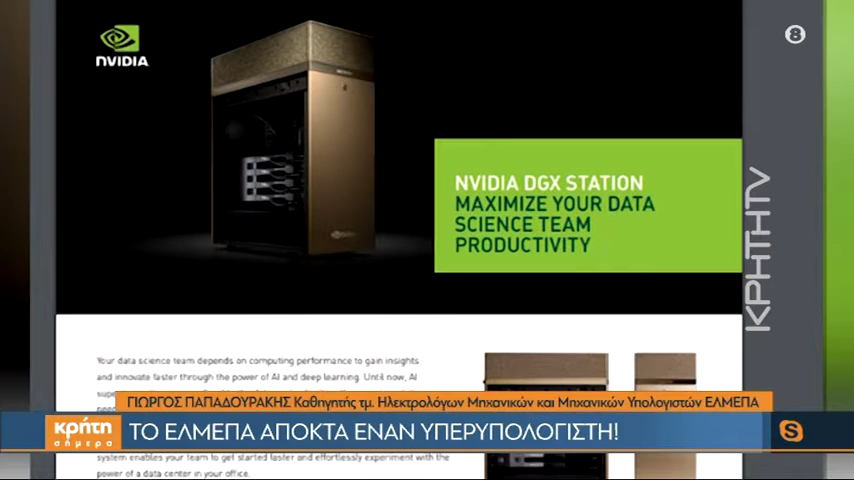 NVIDIA
8
NVIDIA DGX STATION
MAXIMIZE YOUR DATA
SCIENCE TEAM
PRODUCTIVITY
ΚΡΗΤΗTV
Your data science team depends on computing performance to gain insights
and innovate faster through the power of AI and deep learning. Until now, AI
ΓΙΩΡΓΟΣ ΠΑΠΑΔΟΥΡΑΚΗΣ Καθηγητής τμ. Ηλεκτρολόγων Μηχανικών και Μηχανικών Υπολογιστών ΕΛΜΕΠΑ
κρήτη
σήμερα
ΤΟ ΕΛΜΕΠΑ ΑΠΟΚΤΑ ΕΝΑΝ ΥΠΕΡΥΠΟΛΟΓΙΣΤΗ!
S
system enables your team to get started faster and effortlessly experiment with the
power of a data center in your office.